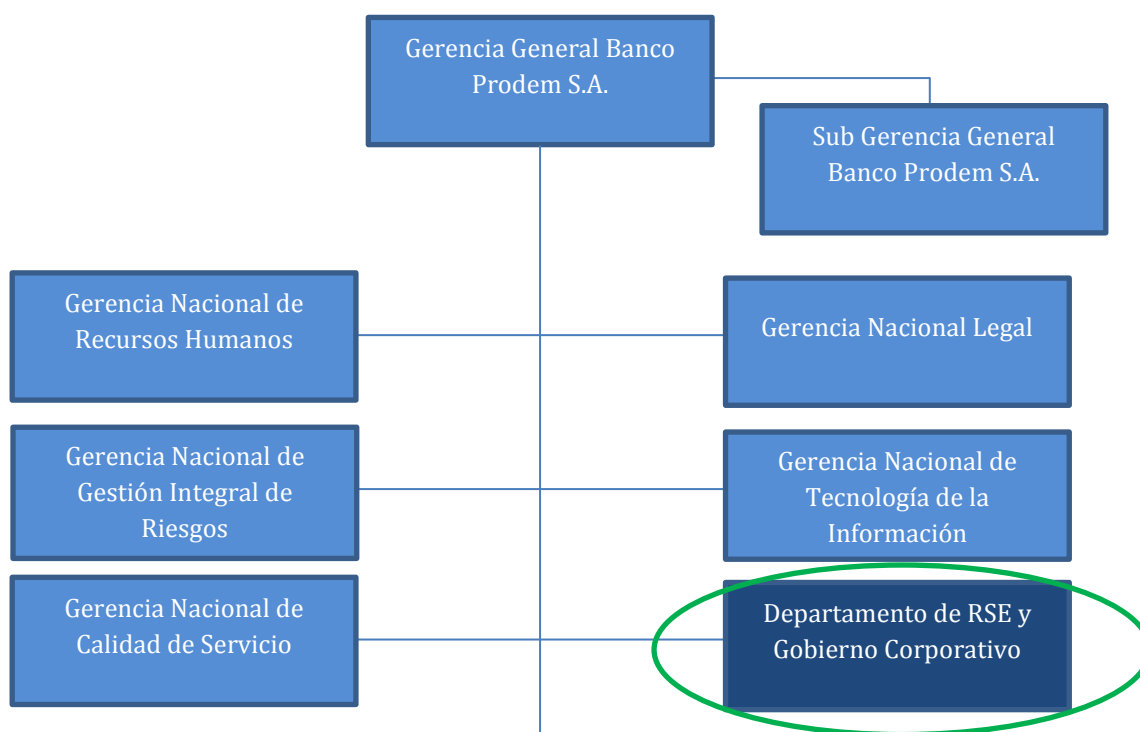 Gerencia General Banco
Prodem S.A.
Sub Gerencia General
Banco Prodem S.A.
Gerencia Nacional de
Recursos Humanos
Gerencia Nacional Legal
Gerencia Nacional de
Gestión Integral de
Riesgos
Gerencia Nacional de
Tecnología de la
Información
Gerencia Nacional de
Calidad de Servicio
Departamento de RSE y
Gobierno Corporativo